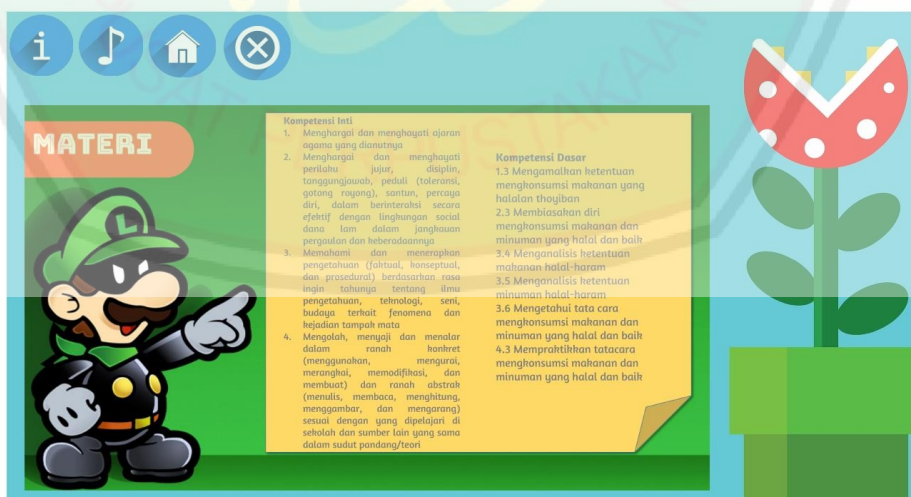 MATERI
Kompetensi Inti
1. Menghargai dan menghayati ajaran
agama yang dianutnya
2. Menghargai dan menghayati
perilaku jujur, disiplin,
tanggungjawab, peduli (toleransi,
gotong royong), santun, percaya
diri, dalam berinteraksi secara
efektif dengan lingkungan social
dana lam dalam jangkauan
pergaulan dan keberadaannya
3. Memahami dan menerapkan
pengetahuan (faktual, konseptual,
dan prosedural) berdasarkan rasa
ingin tahunya tentang ilmu
pengetahuan, teknologi, seni,
budaya terkait fenomena dan
kejadian tampak mata
4. Mengolah, menyaji dan menalar
dalam ranah konkret
(menggunakan, mengurai,
merangkai, memodifikasi, dan
membuat) dan ranah abstrak
(menulis, membaca, menghitung,
menggambar, dan mengarang)
sesuai dengan yang dipelajari di
sekolah dan sumber lain yang sama
dalam sudut pandang/teori
Kompetensi Dasar
1.3 Mengamalkan ketentuan
mengkonsumsi makanan yang
halalan thoyiban
2.3 Membiasakan diri
mengkonsumsi makanan dan
minuman yang halal dan baik
3.4 Menganalisis ketentuan
makanan halal-haram
3.5 Menganalisis ketentuan
minuman halal-haram
3.6 Mengetahui tata cara
mengkonsumsi makanan dan
minuman yang halal dan baik
4.3 Mempraktikkan tatacara
mengkonsumsi makanan dan
minuman yang halal dan baik
L